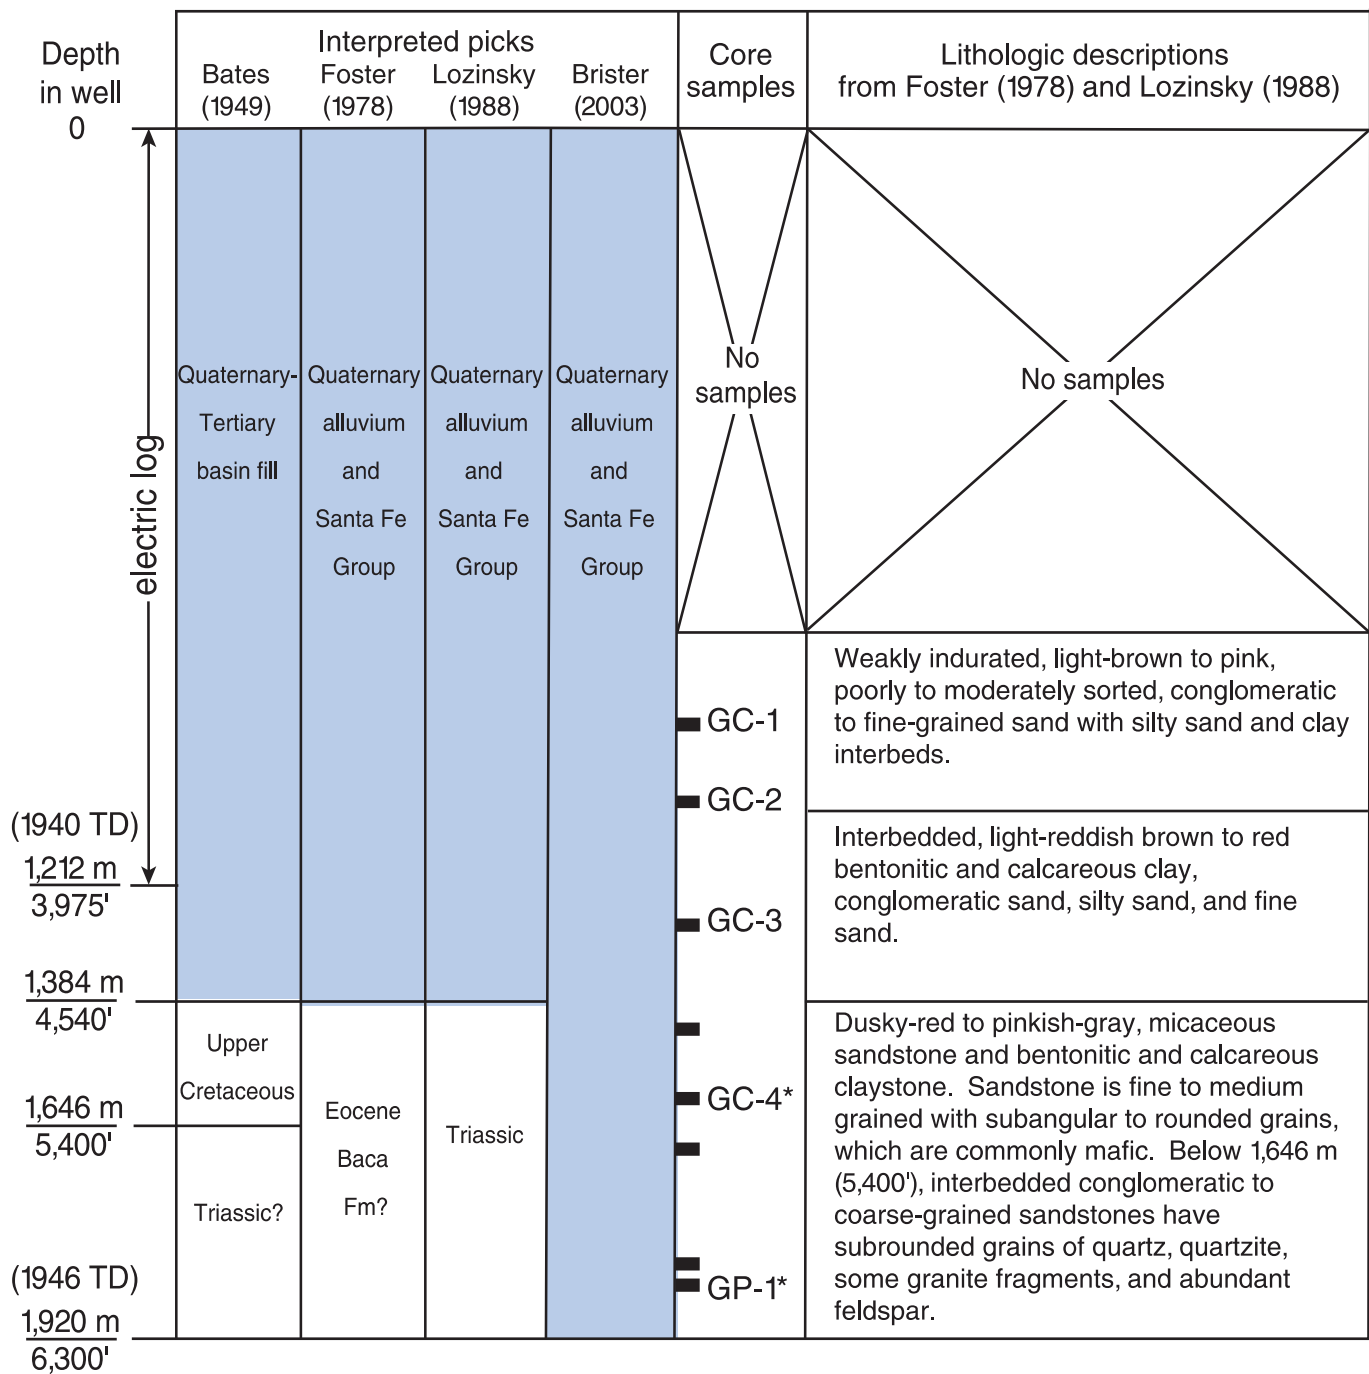 Depth
in well
0
Interpreted picks
Bates
(1949)
Foster
(1978)
Lozinsky
(1988)
Brister
(2003)
Core
samples
Lithologic descriptions
from Foster (1978) and Lozinsky (1988)
electric log
(1940 TD)
1,212 m
3,975'
1,384 m
4,540'
1,646 m
5,400'
(1946 TD)
1,920 m
6,300'
Quaternary-
Tertiary
basin fill
Upper
Cretaceous
Triassic?
Quaternary
alluvium
and
Santa Fe
Group
Eocene
Baca
Fm?
Quaternary
alluvium
and
Santa Fe
Group
Triassic
Quaternary
alluvium
and
Santa Fe
Group
No
samples
GC-1
GC-2
GC-3
GC-4*
GP-1*
No samples
Weakly indurated, light-brown to pink,
poorly to moderately sorted, conglomeratic
to fine-grained sand with silty sand and clay
interbeds.
Interbedded, light-reddish brown to red
bentonitic and calcareous clay,
conglomeratic sand, silty sand, and fine
sand.
Dusky-red to pinkish-gray, micaceous
sandstone and bentonitic and calcareous
claystone.  Sandstone is fine to medium
grained with subangular to rounded grains,
which are commonly mafic.  Below 1,646 m
(5,400'), interbedded conglomeratic to
coarse-grained sandstones have
subrounded grains of quartz, quartzite,
some granite fragments, and abundant
feldspar.